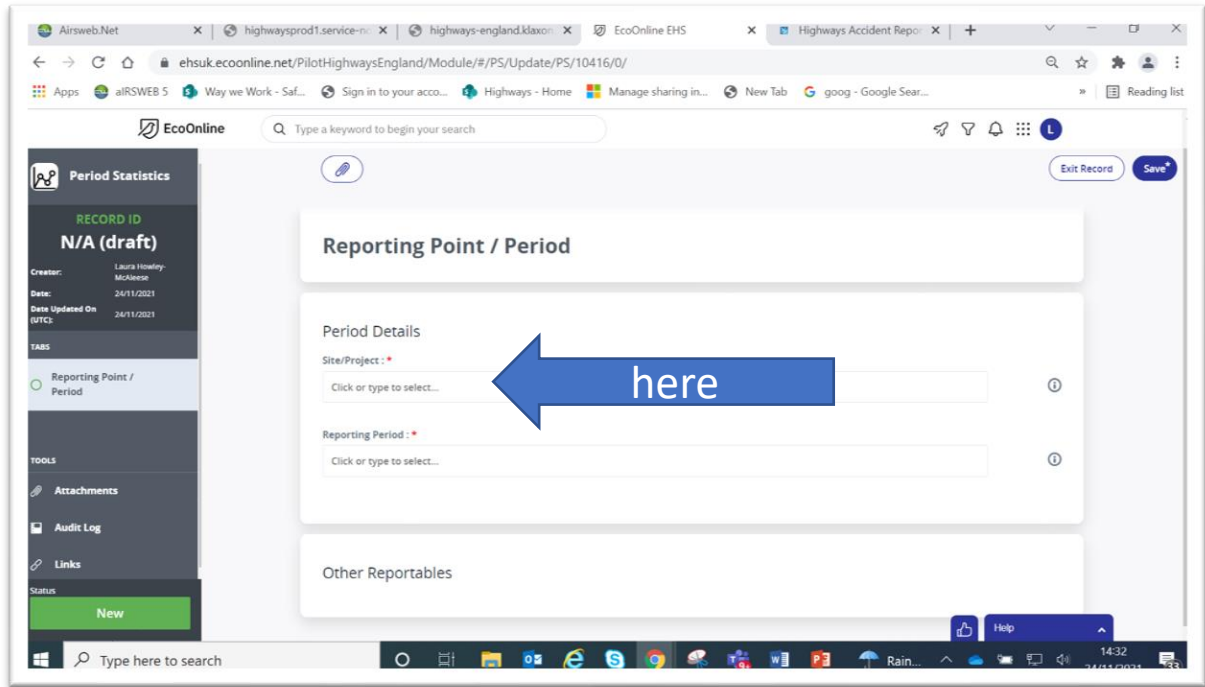 Airsweb.Net
highwaysprod1.service-no
highways-england.klaxon
EcoOnline EHS
Highways Accident Repor
ehsuk.ecoonline.net/PilotHighwaysEngland/Module/#/PS/Update/PS/10416/0/
Apps aIRSWEB 5 Way we Work - Saf... Sign in to your acco... Highways - Home Manage sharing in... New Tab goog - Google Sear... » Reading list
EcoOnline Type a keyword to begin your search L
Period Statistics
Exit Record Save*
RECORD ID
N/A (draft)
Creator: Laura Howley-
McAleese
Date: 24/11/2021
Date Updated On
(UTC): 24/11/2021
TABS
Reporting Point /
Period
TOOLS
Attachments
Audit Log
Links
Status
New
Reporting Point / Period
Period Details
Site/Project : *
Click or type to select...
here
Reporting Period : *
Click or type to select...
Other Reportables
Help
Type here to search
Rain...
14:32
24/11/2021
33